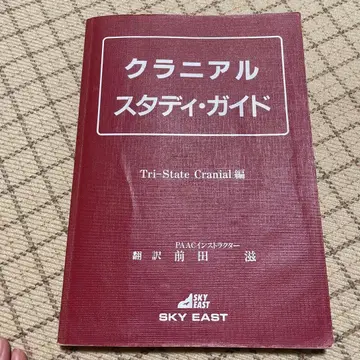 クラニアル
スタディ・ガイド
Tri-State Cranial 編
PAACインストラクター
翻訳 前田 滋
SKY
EAST
SKY EAST